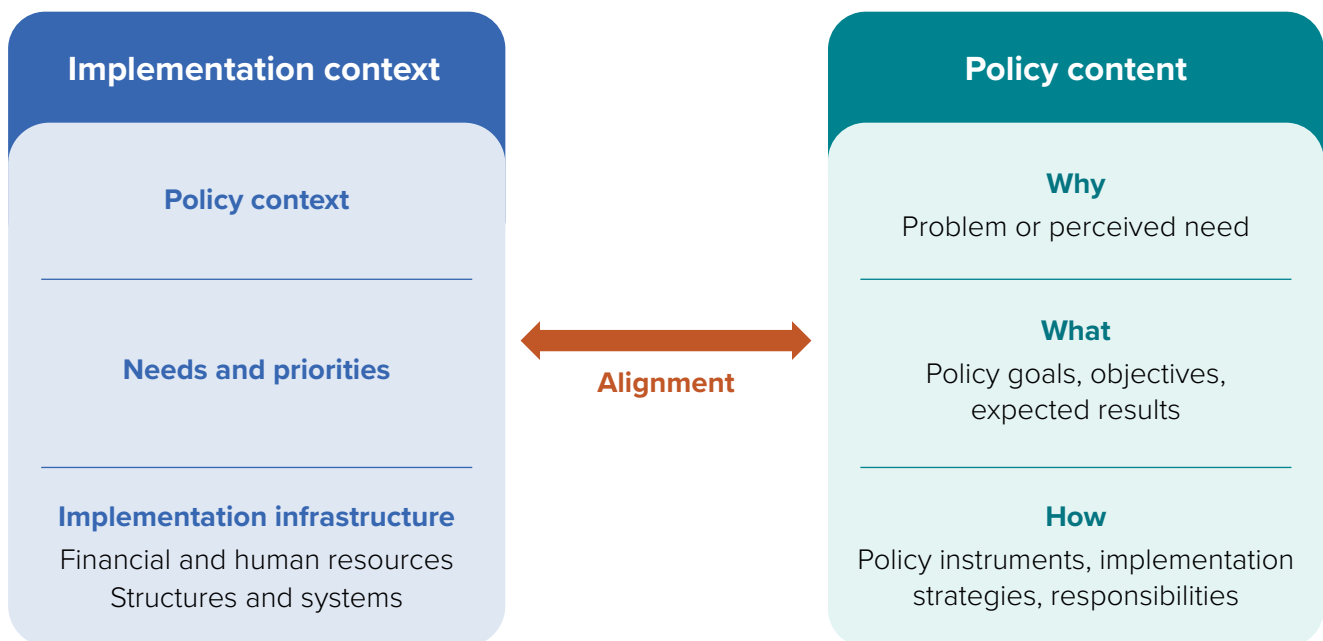 Implementation context
Policy context
Needs and priorities
Implementation infrastructure
Financial and human resources
Structures and systems
Alignment
Policy content
Why
Problem or perceived need
What
Policy goals, objectives,
expected results
How
Policy instruments, implementation
strategies, responsibilities